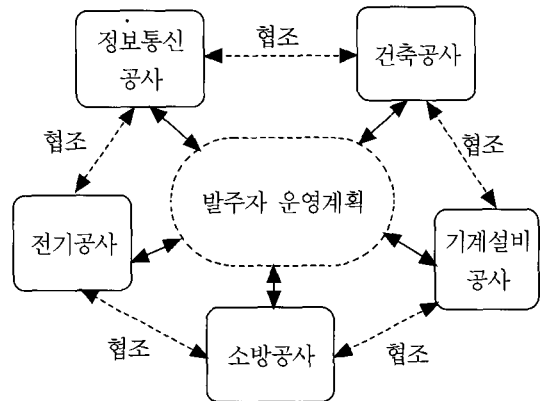 정보통신
공사
협조
건축공사
협조
협조
발주자 운영계획
전기공사
기계설비
공사
협조
소방공사
협조